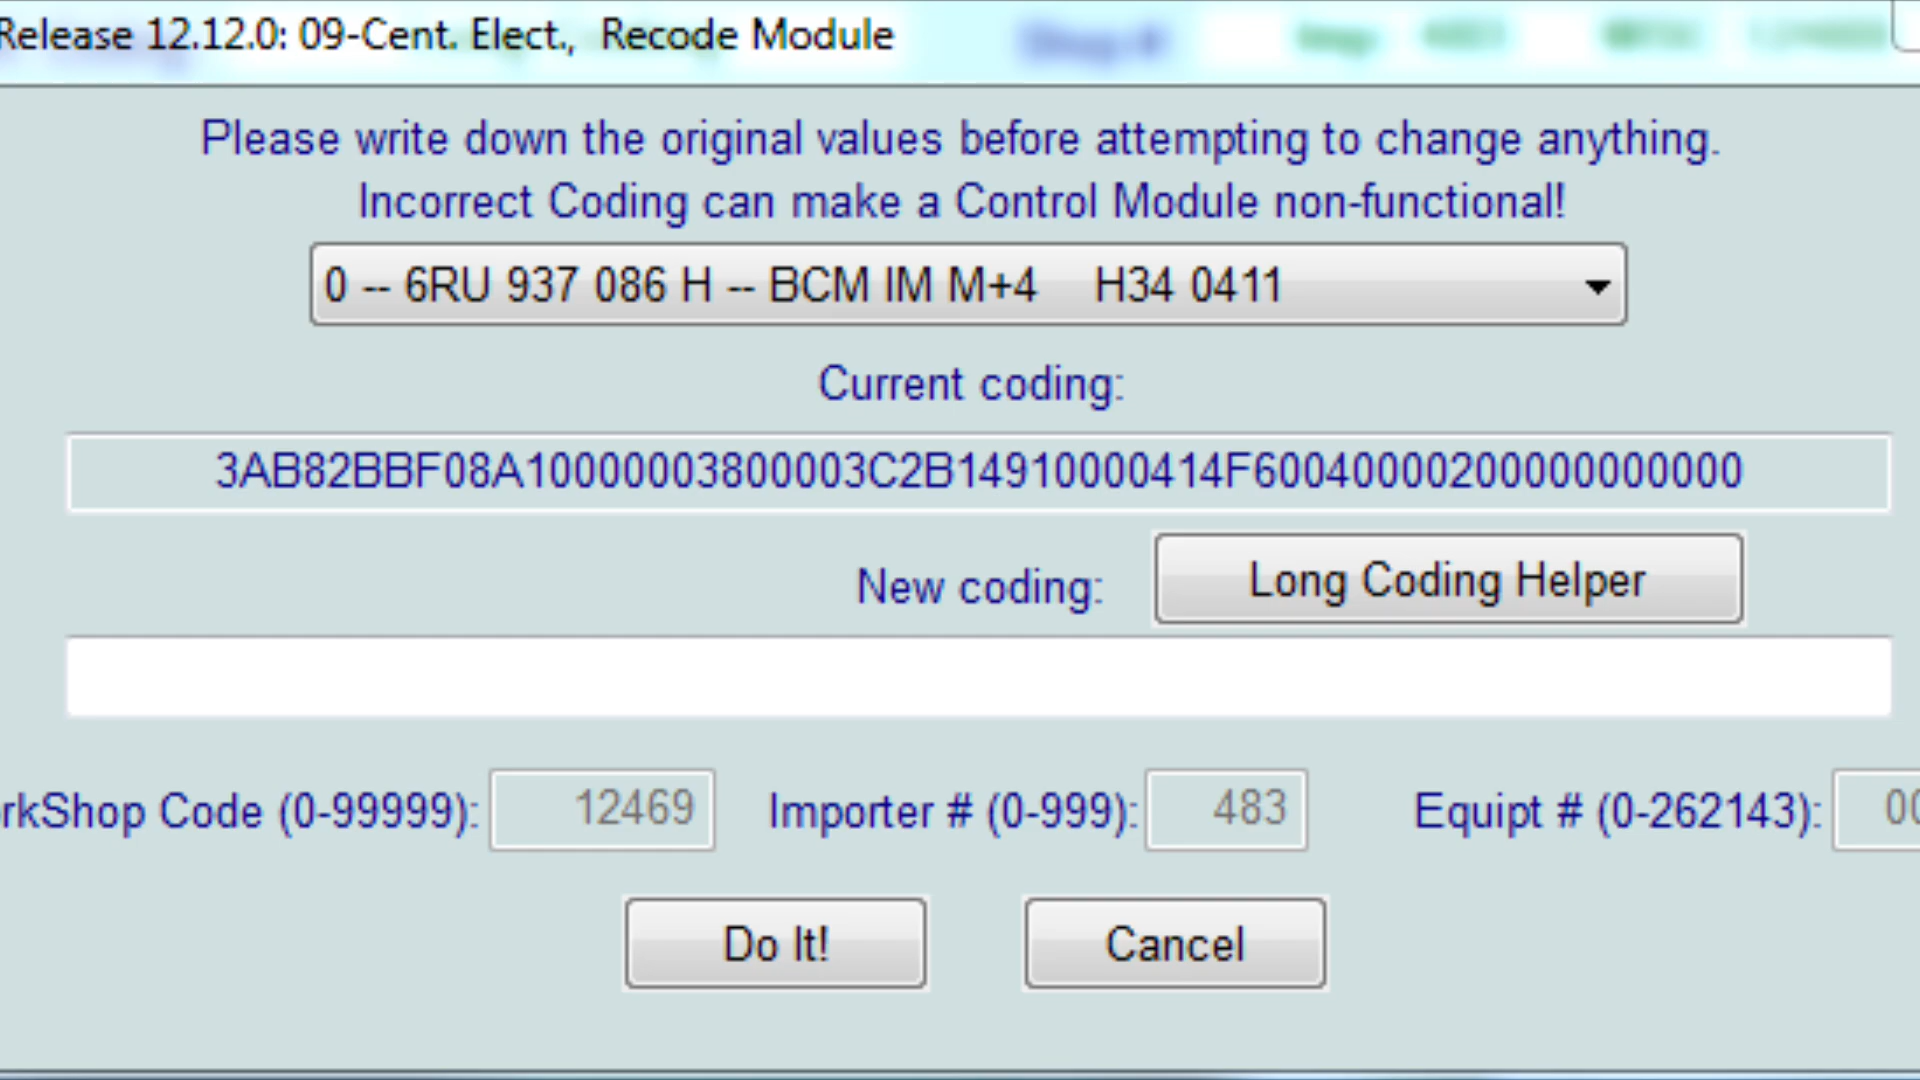 Release 12.12.0: 09-Cent. Elect., Recode Module
Please write down the original values before attempting to change anything.
Incorrect Coding can make a Control Module non-functional!
0 -- 6RU 937 086 H -- BCM IM M+4 H34 0411
Current coding:
3AB82BBF08A10000003800003C2B14910000414F60040000200000000000
New coding: Long Coding Helper
rkShop Code (0-99999): 12469 Importer # (0-999): 483 Equipt # (0-262143): 00
Do It! Cancel